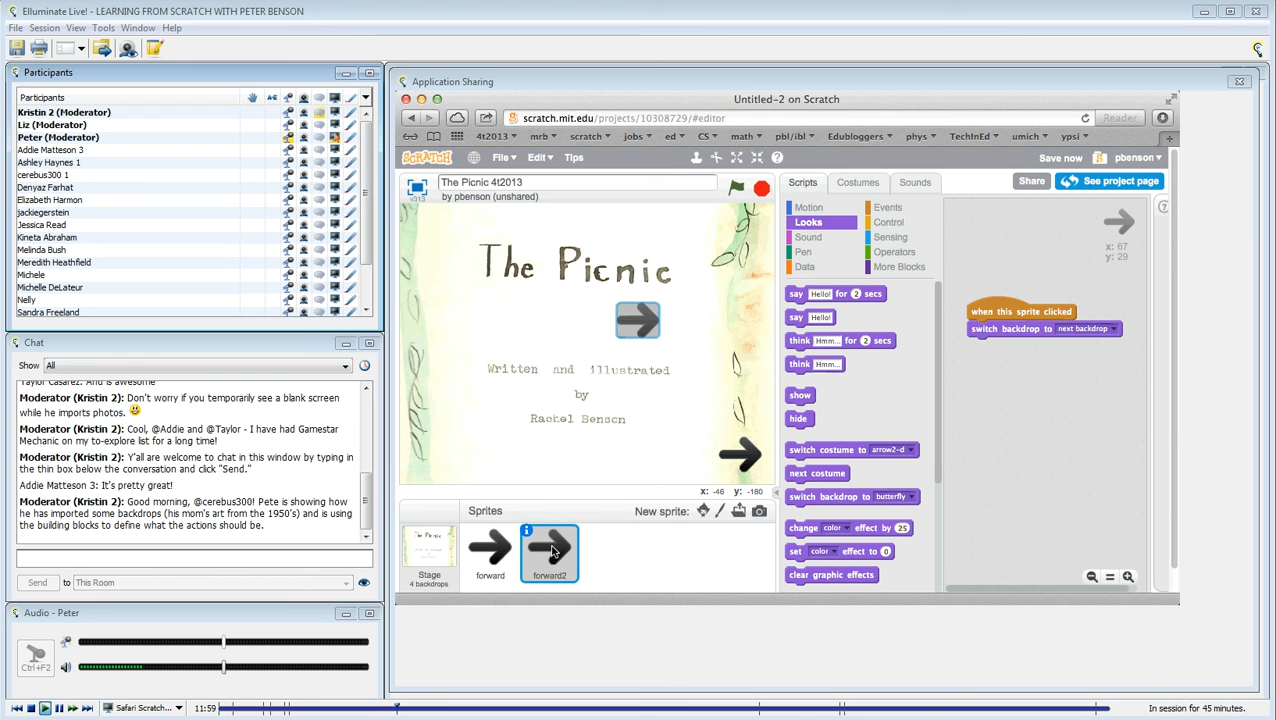 Elluminate Live! - LEARNING FROM SCRATCH WITH PETER BENSON
File Session View Tools Window Help
Participants
Participants
Kristin 2 (Moderator)
Liz (Moderator)
Peter (Moderator)
Addie Matteson 3
Ashley Haynes 1
cerebus300 1
Denyaz Farhat
Elizabeth Harmon
jackiegerstein
Jessica Read
Kineta Abraham
Melinda Bush
Meredith Heathfield
Michele
Michelle DeLateur
Nelly
Sandra Freeland
Chat
Show All
Taylor Casarez: And is awesome
Moderator (Kristin 2): Don't worry if you temporarily see a blank scrreen
while he imports photos.
Moderator (Kristin 2): Cool, @Addie and @Taylor - I have had Gamestar
Mechanic on my to-explore list for a long time!
Moderator (Kristin 2): Y'all are welcome to chat in this window by typing in
the thin box below the conversation and click "Send."
Addie Matteson 3: It's pretty great!
Moderator (Kristin 2): Good morning, @cerebus300! Pete is showing how
he has imported some backdrops (his mom's art from the 1950's) and is using
the building blocks to define what the actions should be.
Send to This Room
Audio - Peter
Ctrl+F2
Safari Scratch... 11:59
In session for 45 minutes.
Application Sharing
Untitled-2 on Scratch
scratch.mit.edu/projects/10308729/#editor
Reader
4t2013 mrb scratch jobs ed CS math pbl/ibl Edubloggers phys TechInEd umich ypsi
SCRATCH File Edit Tips Save now pbenson
The Picnic 4t2013
by pbenson (unshared)
v313
Scripts Costumes Sounds
Share See project page
The Picnic
Written and illustrated
by
Rachel Benson
x: -46 y: -180
Sprites New sprite:
Stage
4 backdrops
forward
forward2
Motion Events
Looks Control
Sound Sensing
Pen Operators
Data More Blocks
say Hello! for 2 secs
say Hello!
think Hmm... for 2 secs
think Hmm...
show
hide
switch costume to arrow2-d
next costume
switch backdrop to butterfly
change color effect by 25
set color effect to 0
clear graphic effects
x: 67
y: 29
when this sprite clicked
switch backdrop to next backdrop